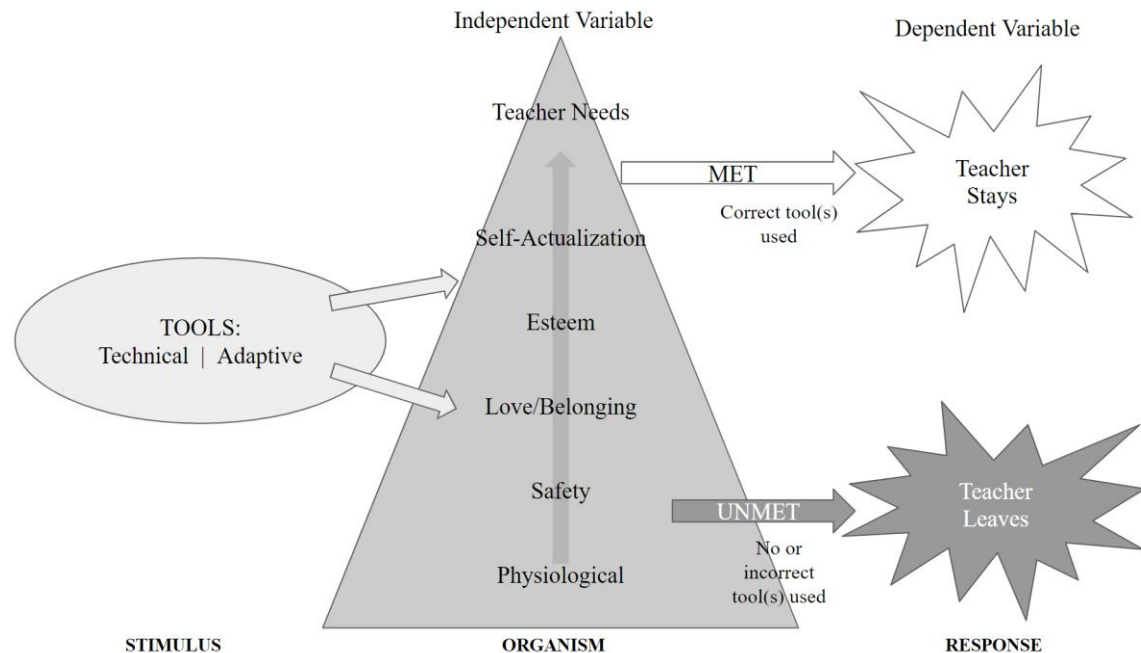 Independent Variable
Dependent Variable
Teacher Needs
MET
Correct tool(s)
used
Teacher
Stays
Self-Actualization
TOOLS:
Technical | Adaptive
Esteem
Love/Belonging
Safety
UNMET
No or
incorrect
tool(s) used
Teacher
Leaves
Physiological
STIMULUS
ORGANISM
RESPONSE